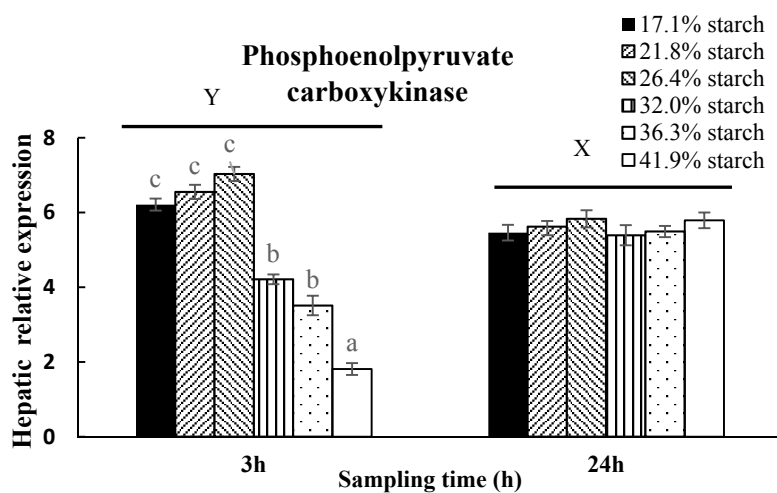 Phosphoenolpyruvate
carboxykinase
17.1% starch
21.8% starch
26.4% starch
32.0% starch
36.3% starch
41.9% starch
Y
X
Hepatic relative expression
8
6
4
2
0
c
c
c
b
b
a
3h
24h
Sampling time (h)